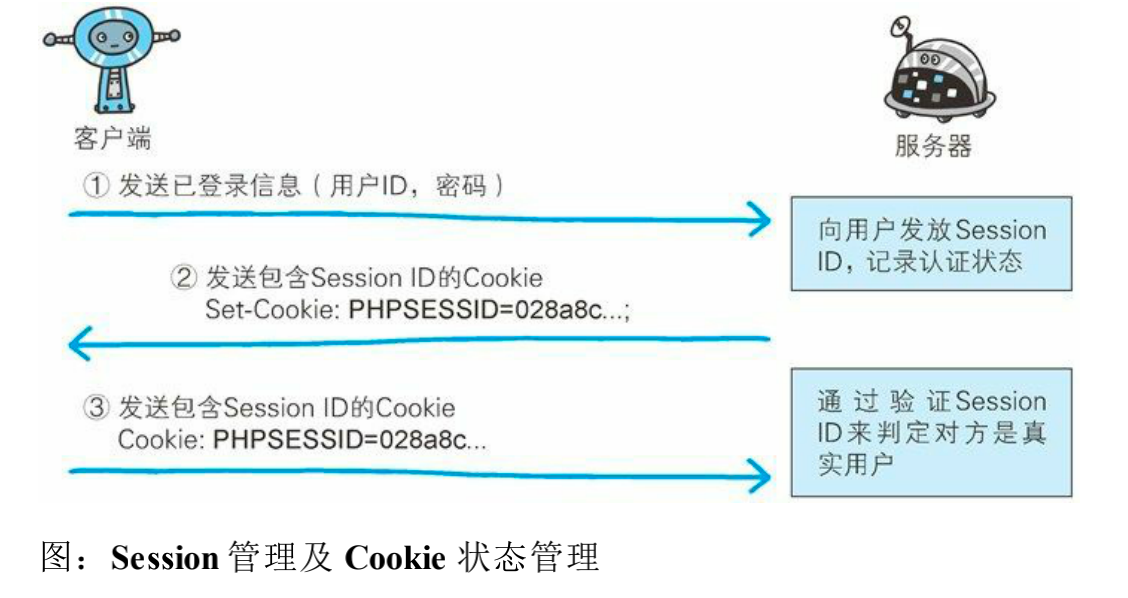 客户端
服务器
① 发送已登录信息（用户ID，密码）
向用户发放Session
ID，记录认证状态
② 发送包含Session ID的Cookie
Set-Cookie: PHPSESSID=028a8c...;
③ 发送包含Session ID的Cookie
Cookie: PHPSESSID=028a8c...
通过验证Session
ID来判定对方是真
实用户
图：Session 管理及 Cookie 状态管理